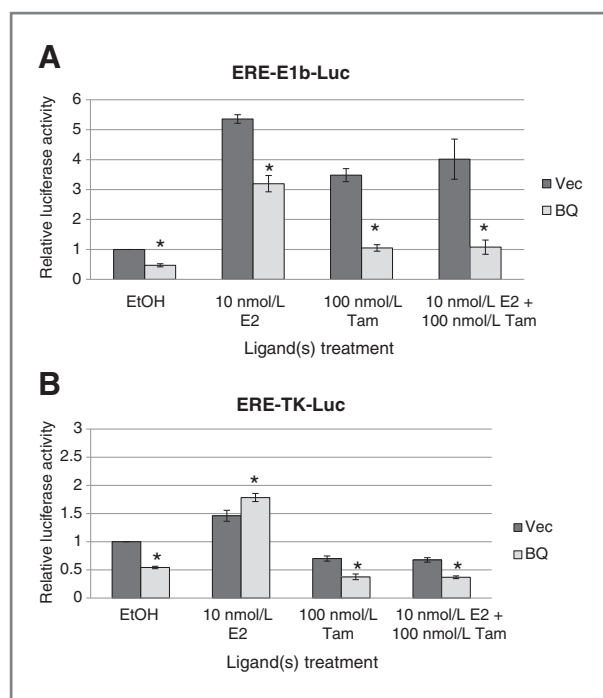 A
ERE-E1b-Luc
Relative luciferase activity
6
5
4
3
2
1
0
*
*
*
*
Vec
BQ
EtOH
10 nmol/L
E2
100 nmol/L
Tam
10 nmol/L E2 +
100 nmol/L Tam
Ligand(s) treatment
B
ERE-TK-Luc
Relative luciferase activity
3
2.5
2
1.5
1
0.5
0
*
*
*
*
Vec
BQ
EtOH
10 nmol/L
E2
100 nmol/L
Tam
10 nmol/L E2 +
100 nmol/L Tam
Ligand(s) treatment